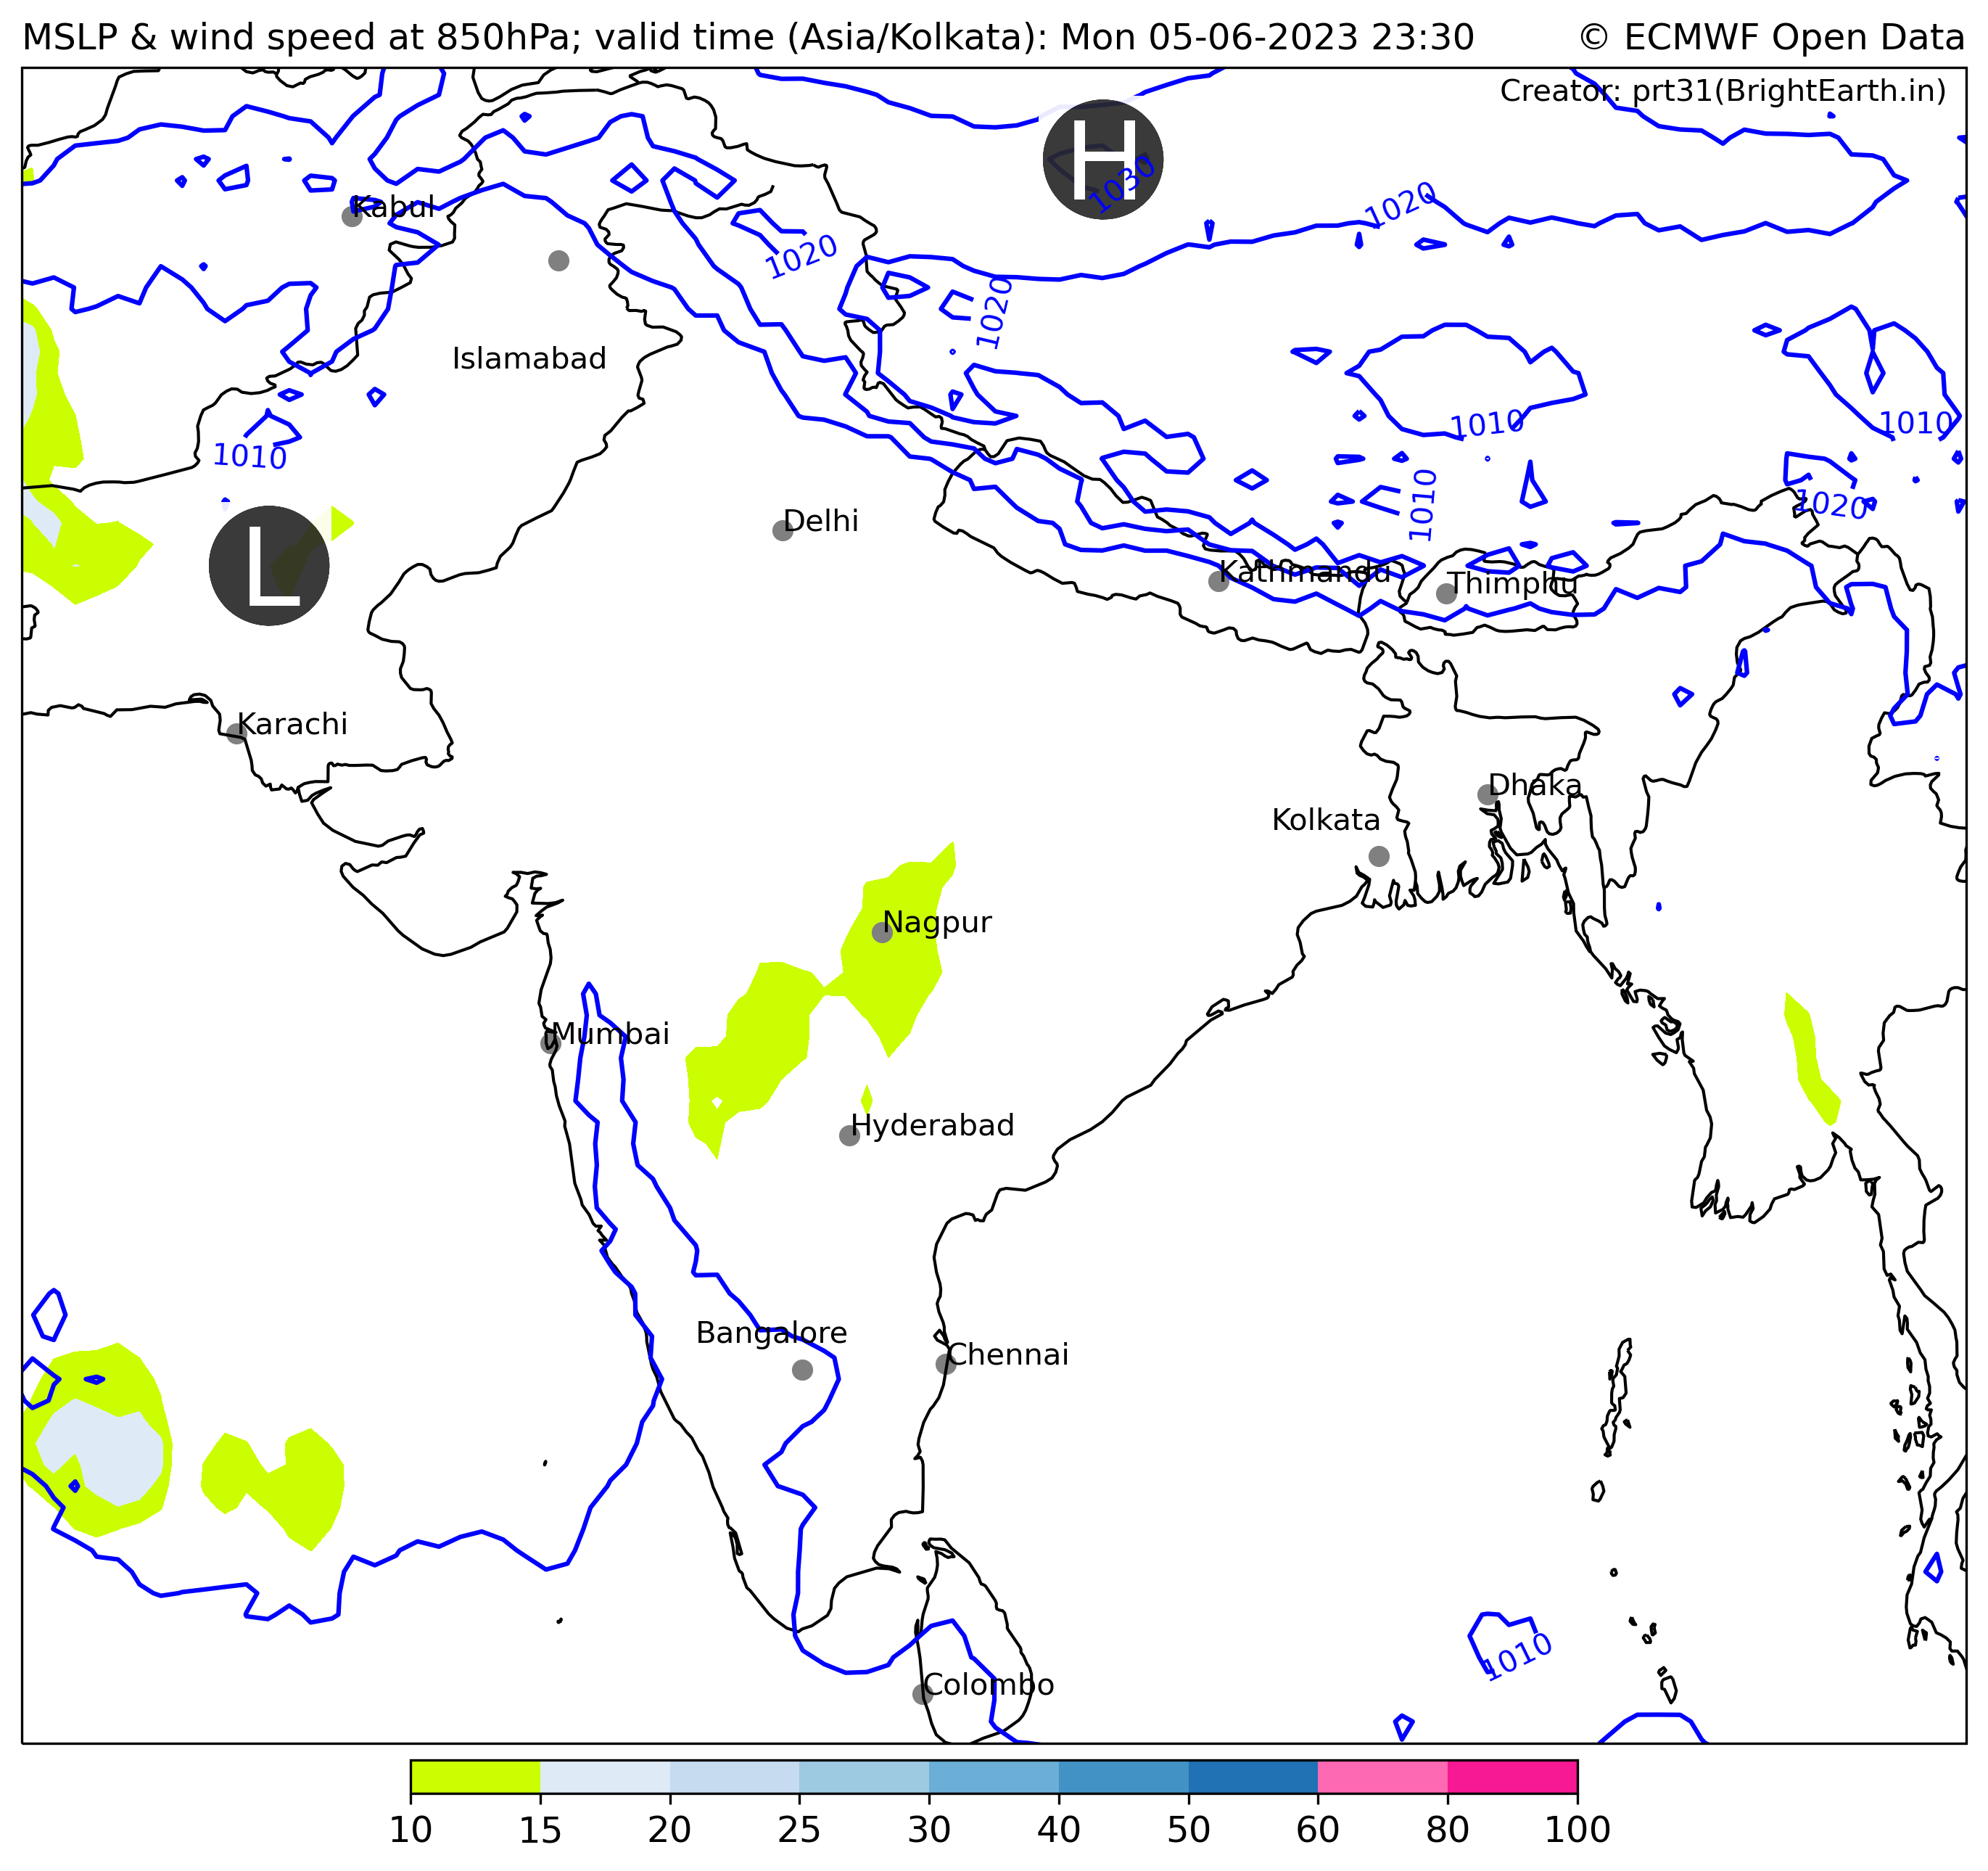 MSLP & wind speed at 850hPa; valid time (Asia/Kolkata): Mon 05-06-2023 23:30
© ECMWF Open Data
Creator: prt31(BrightEarth.in)
H
1030
1020
Kabul
1020
1020
Islamabad
1010
1010
1010
1010
1020
L
Delhi
Kathmandu
Thimphu
Karachi
Dhaka
Kolkata
Nagpur
Mumbai
Hyderabad
Bangalore
Chennai
1010
Colombo
10 15 20 25 30 40 50 60 80 100